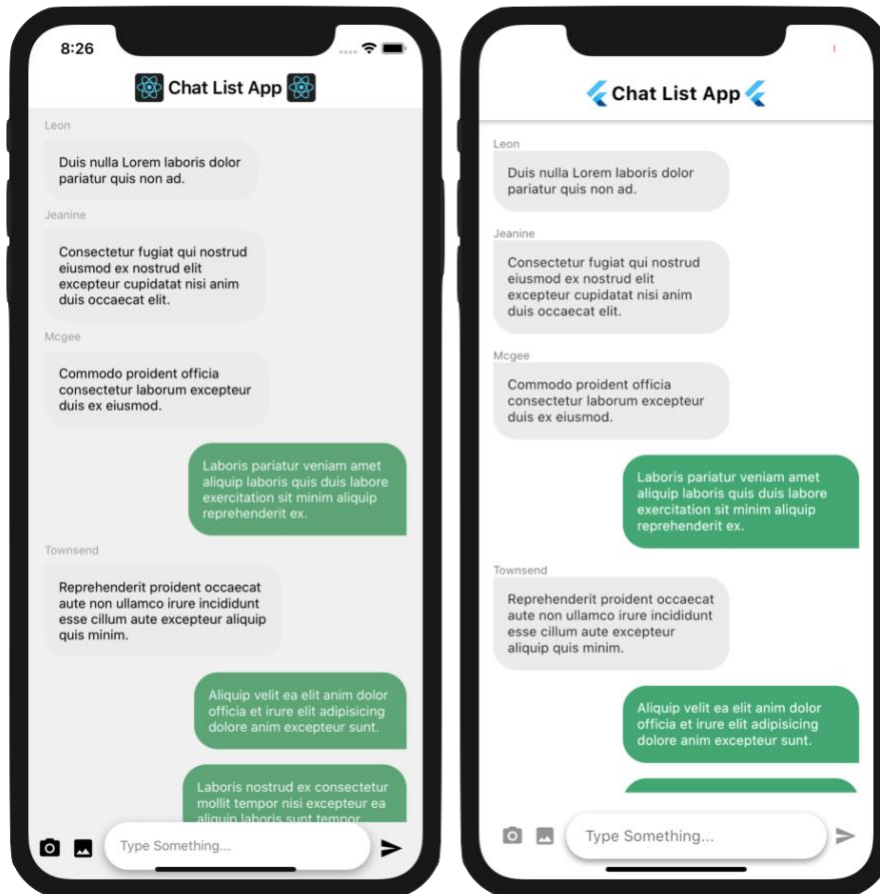 8:26
Chat List App
Leon
Duis nulla Lorem laboris dolor
pariatur quis non ad.
Jeanine
Consectetur fugiat qui nostrud
eiusmod ex nostrud elit
excepteur cupidatat nisi anim
duis occaecat elit.
Mcgee
Commodo proident officia
consectetur laborum excepteur
duis ex eiusmod.
Laboris pariatur veniam amet
aliquip laboris quis duis labore
exercitation sit minim aliquip
reprehenderit ex.
Townsend
Reprehenderit proident occaecat
aute non ullamco irure incididunt
esse cillum aute excepteur aliquip
quis minim.
Aliquip velit ea elit anim dolor
officia et irure elit adipisicing
dolore anim excepteur sunt.
Laboris nostrud ex consectetur
mollit tempor nisi excepteur ea
aliquip laboris sunt tempor
Type Something...
Chat List App
Leon
Duis nulla Lorem laboris dolor
pariatur quis non ad.
Jeanine
Consectetur fugiat qui nostrud
eiusmod ex nostrud elit
excepteur cupidatat nisi anim
duis occaecat elit.
Mcgee
Commodo proident officia
consectetur laborum excepteur
duis ex eiusmod.
Laboris pariatur veniam amet
aliquip laboris quis duis labore
exercitation sit minim aliquip
reprehenderit ex.
Townsend
Reprehenderit proident occaecat
aute non ullamco irure incididunt
esse cillum aute excepteur
aliquip quis minim.
Aliquip velit ea elit anim dolor
officia et irure elit adipisicing
dolore anim excepteur sunt.
Type Something...